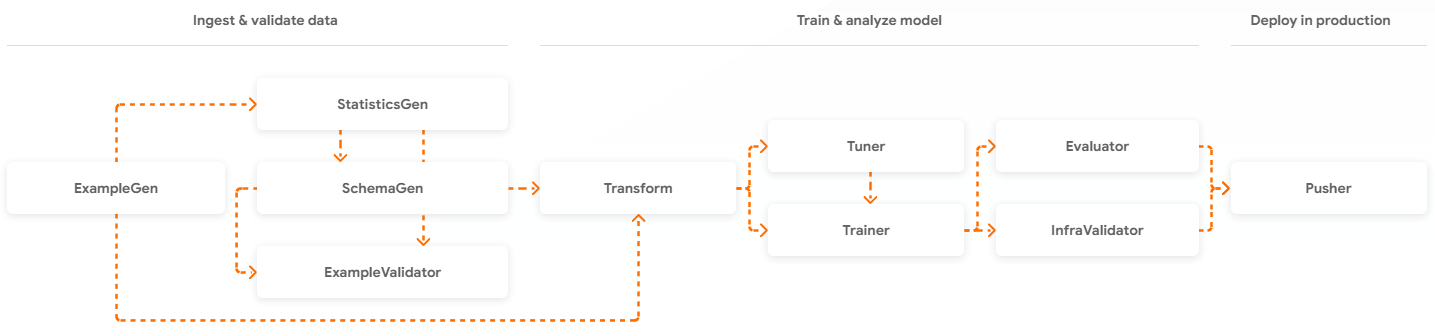 Ingest & validate data
Train & analyze model
Deploy in production
StatisticsGen
Tuner
Evaluator
ExampleGen
SchemaGen
Transform
Pusher
Trainer
InfraValidator
ExampleValidator